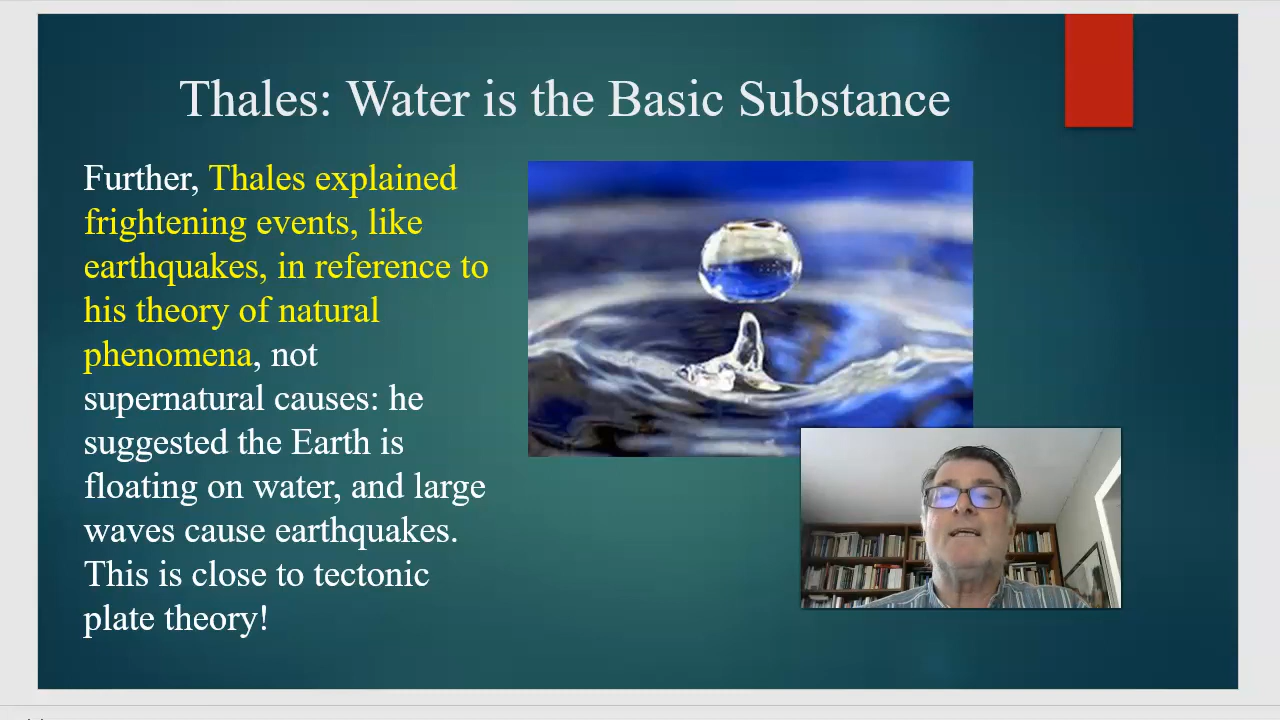 Thales: Water is the Basic Substance
Further, Thales explained
frightening events, like
earthquakes, in reference to
his theory of natural
phenomena, not
supernatural causes: he
suggested the Earth is
floating on water, and large
waves cause earthquakes.
This is close to tectonic
plate theory!